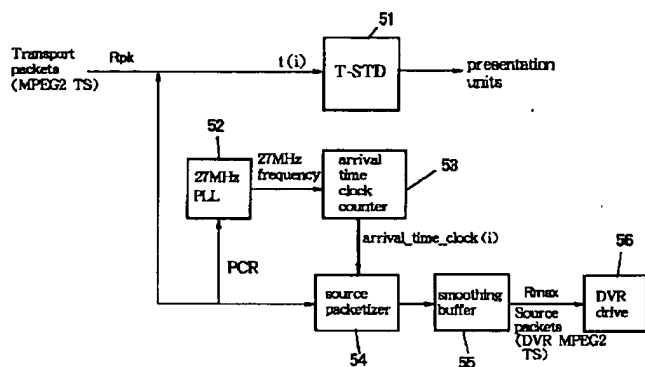 51
Transport
packets
(MPEG2 TS)
Rpk
t(i)
T-STD
presentation
units
52
27MHz
PLL
27MHz
frequency
arrival
time
clock
counter
53
arrival_time_clock(i)
PCR
source
packetizer
54
smoothing
buffer
55
Rmax
Source
packets
(DVR MPEG2
TS)
56
DVR
drive